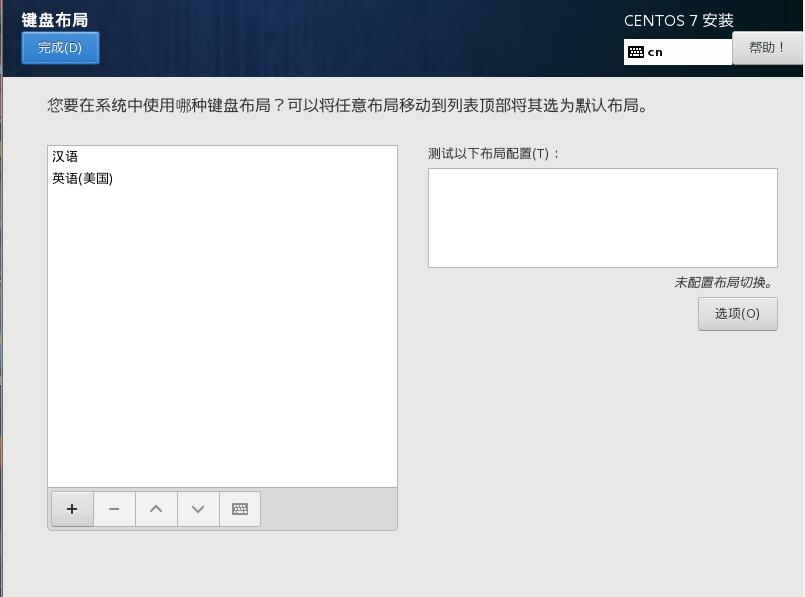 键盘布局
CENTOS 7 安装
完成(D)
cn
帮助！
您要在系统中使用哪种键盘布局？可以将任意布局移动到列表顶部将其选为默认布局。
汉语
英语(美国)
测试以下布局配置(T)：
未配置布局切换。
选项(O)